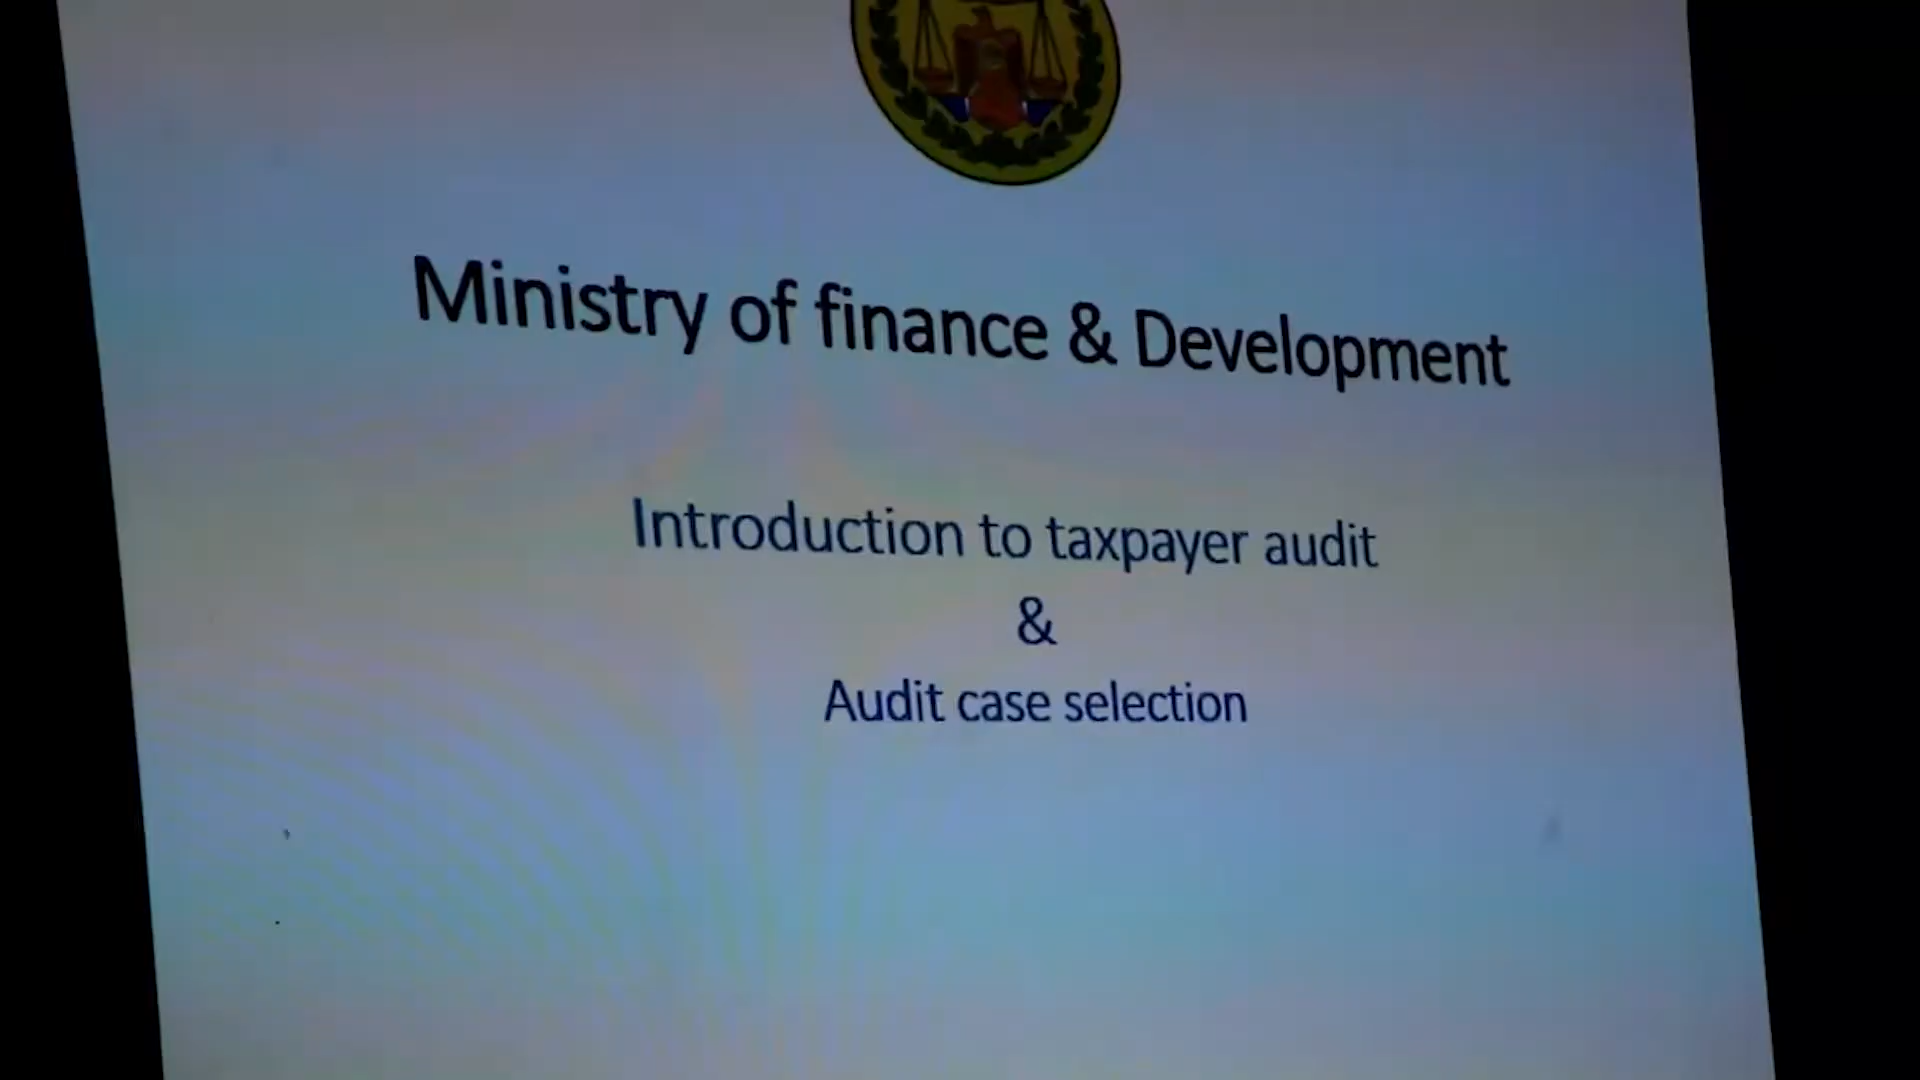 Ministry of finance & Development
Introduction to taxpayer audit
&
Audit case selection